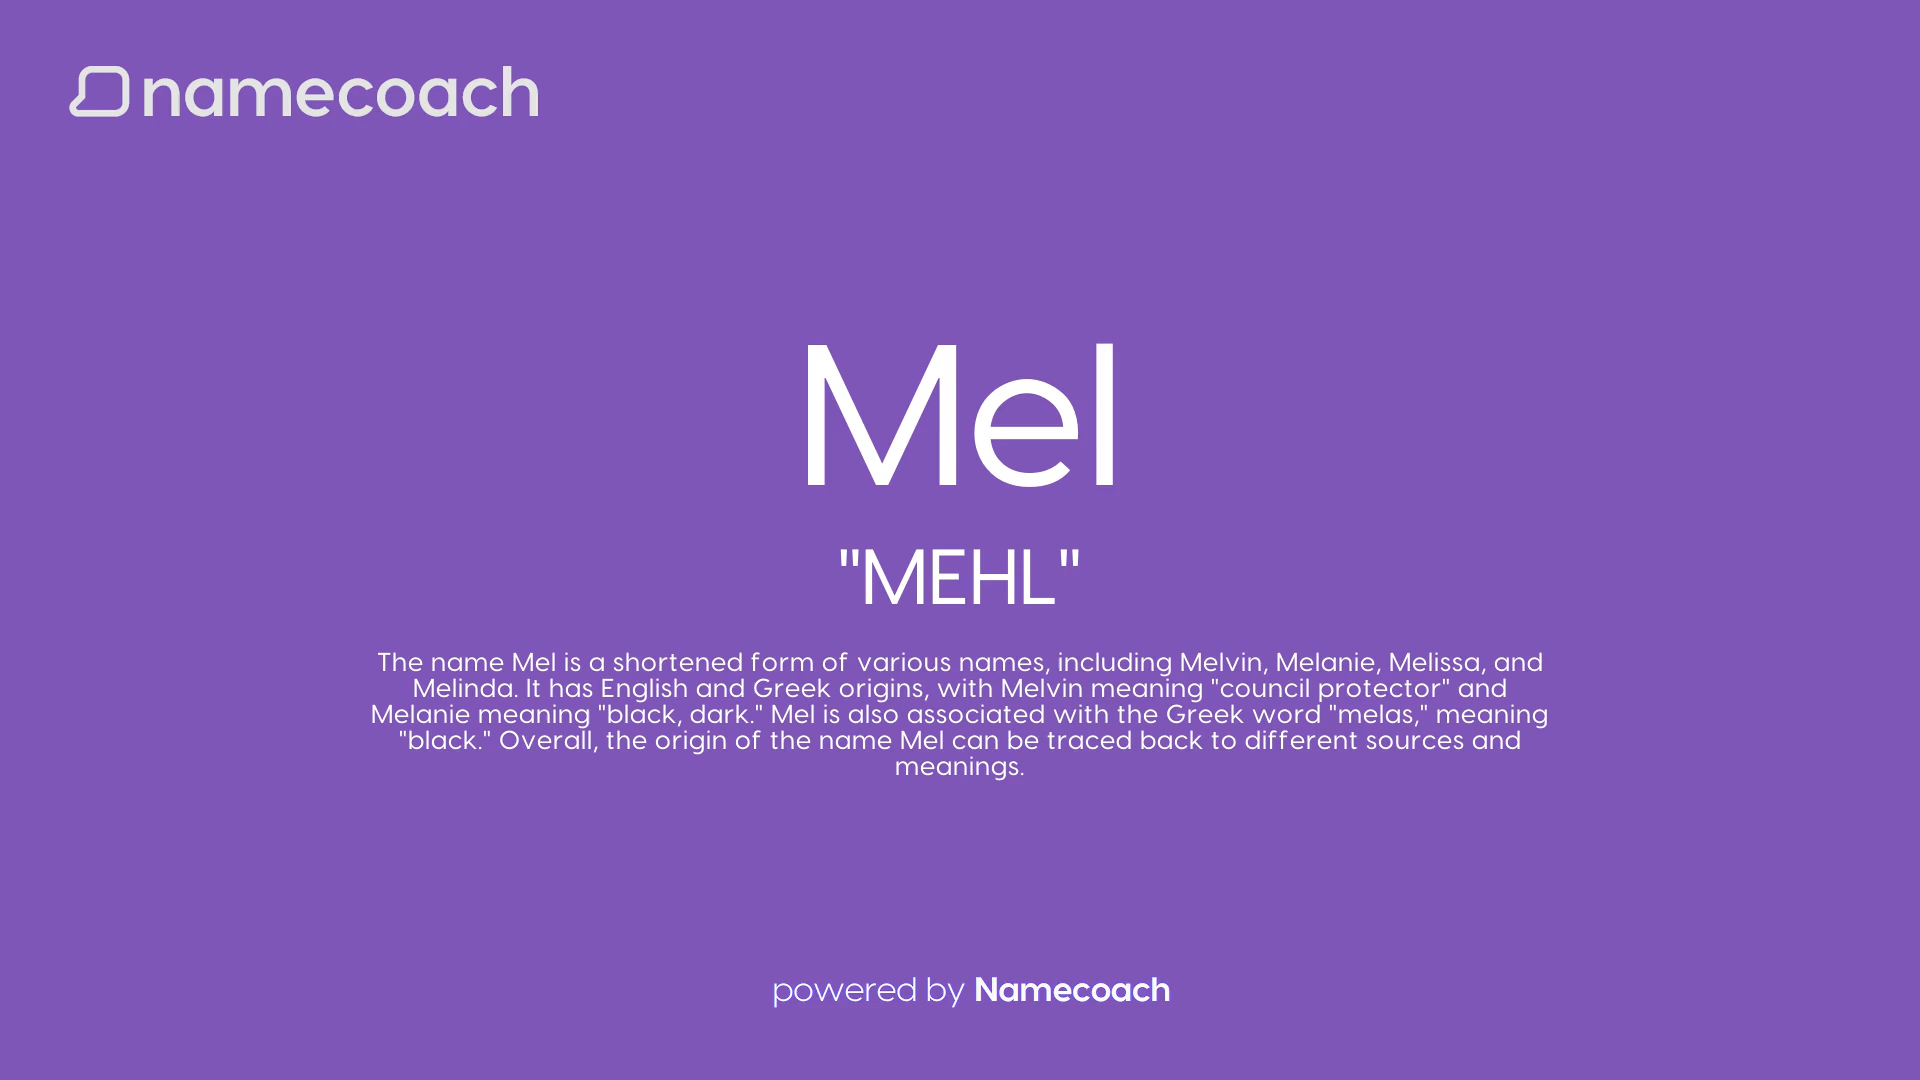 namecoach
Mel
"MEHL"
The name Mel is a shortened form of various names, including Melvin, Melanie, Melissa, and
Melinda. It has English and Greek origins, with Melvin meaning "council protector" and
Melanie meaning "black, dark." Mel is also associated with the Greek word "melas," meaning
"black." Overall, the origin of the name Mel can be traced back to different sources and
meanings.
powered by Namecoach